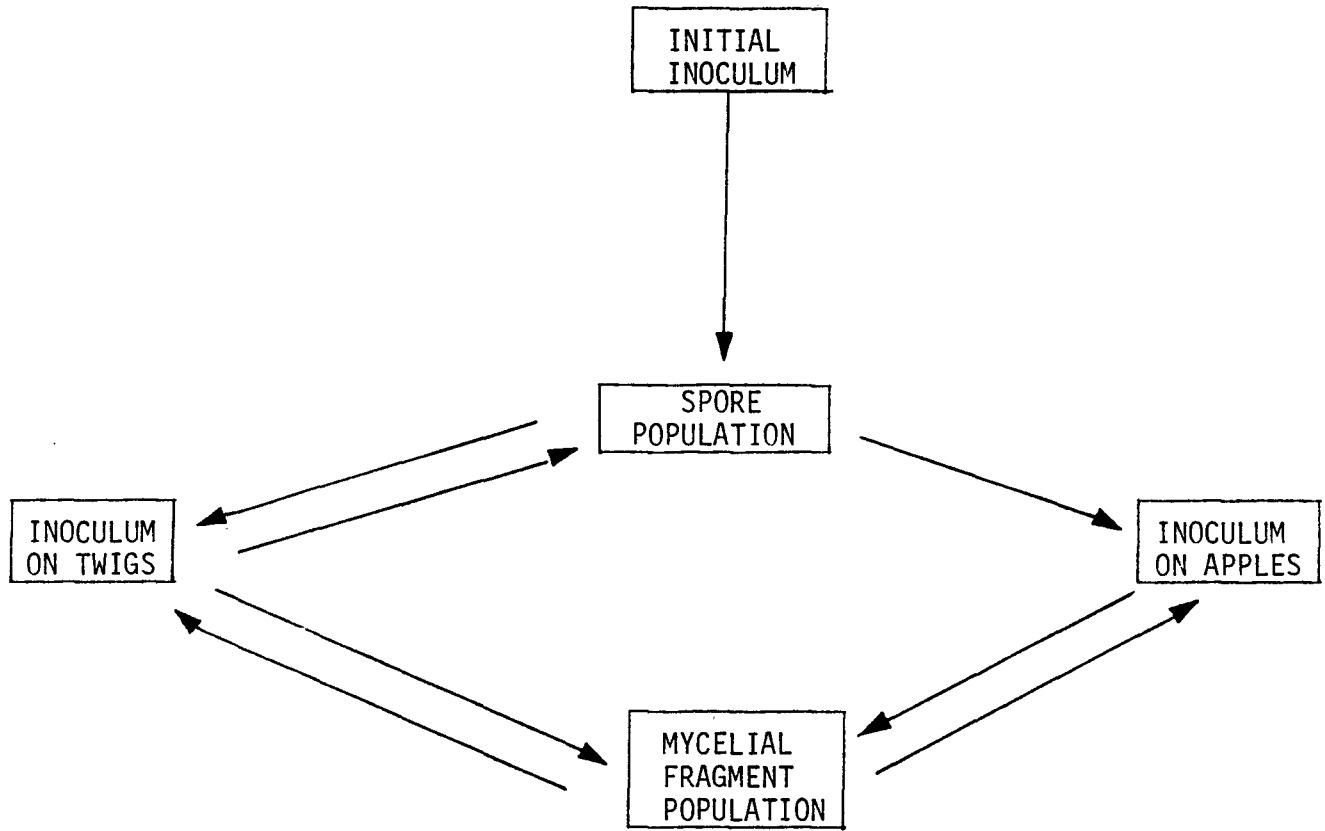 INITIAL
INOCULUM
SPORE
POPULATION
INOCULUM
ON TWIGS
INOCULUM
ON APPLES
MYCELIAL
FRAGMENT
POPULATION